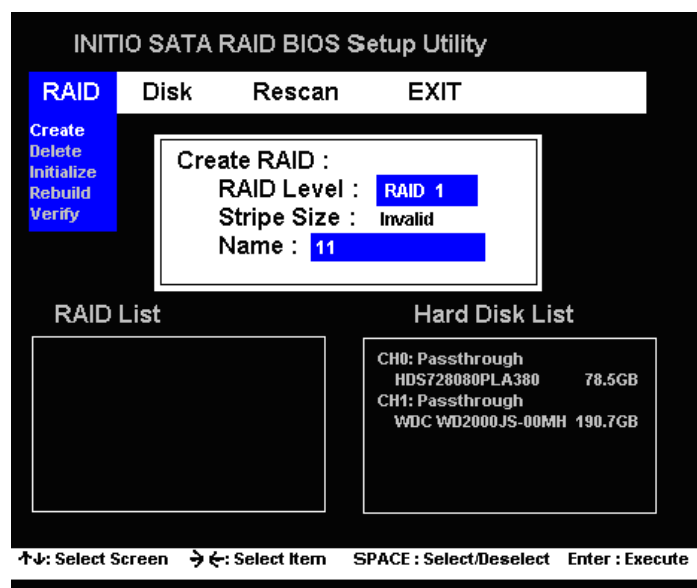 INITIO SATA RAID BIOS Setup Utility
RAID Disk Rescan EXIT
Create
Delete
Initialize
Rebuild
Verify
Create RAID :
RAID Level : RAID 1
Stripe Size : Invalid
Name : 11
RAID List
Hard Disk List
CH0: Passthrough
HDS728080PLA380 78.5GB
CH1: Passthrough
WDC WD2000JS-00MH 190.7GB
↑↓: Select Screen →←: Select Item SPACE : Select/Deselect Enter : Execute